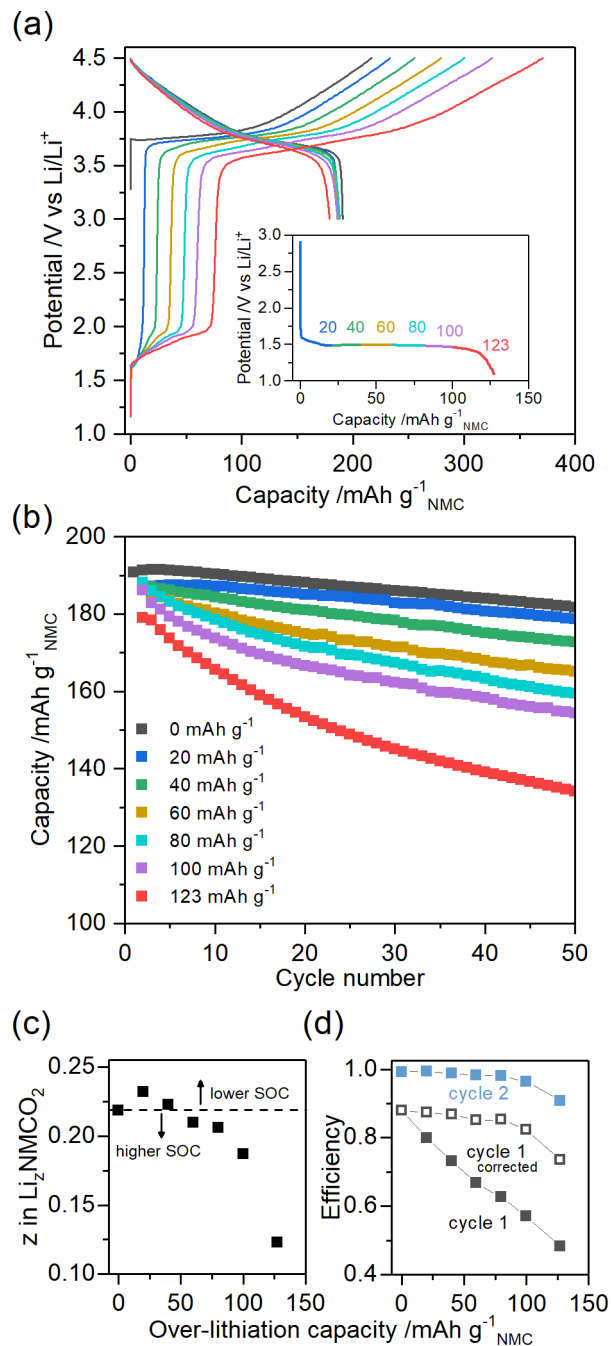 (a)
4.5
4.0
3.5
3.0
2.5
2.0
1.5
1.0
Potential /V vs Li/Li⁺
0
100
200
300
400
Capacity /mAh g⁻¹NMC
3.0
2.5
2.0
1.5
1.0
Potential /V vs Li/Li⁺
20 40 60 80 100 123
0
50
100
150
Capacity /mAh g⁻¹NMC
(b)
200
180
160
140
120
100
Capacity /mAh g⁻¹NMC
0 mAh g⁻¹
20 mAh g⁻¹
40 mAh g⁻¹
60 mAh g⁻¹
80 mAh g⁻¹
100 mAh g⁻¹
123 mAh g⁻¹
0
10
20
30
40
50
Cycle number
(c)
0.25
0.20
0.15
0.10
z in LizNMCO₂
lower SOC
higher SOC
0
50
100
150
(d)
1.0
0.8
0.6
0.4
Efficiency
cycle 2
cycle 1
corrected
cycle 1
0
50
100
150
Over-lithiation capacity /mAh g⁻¹NMC